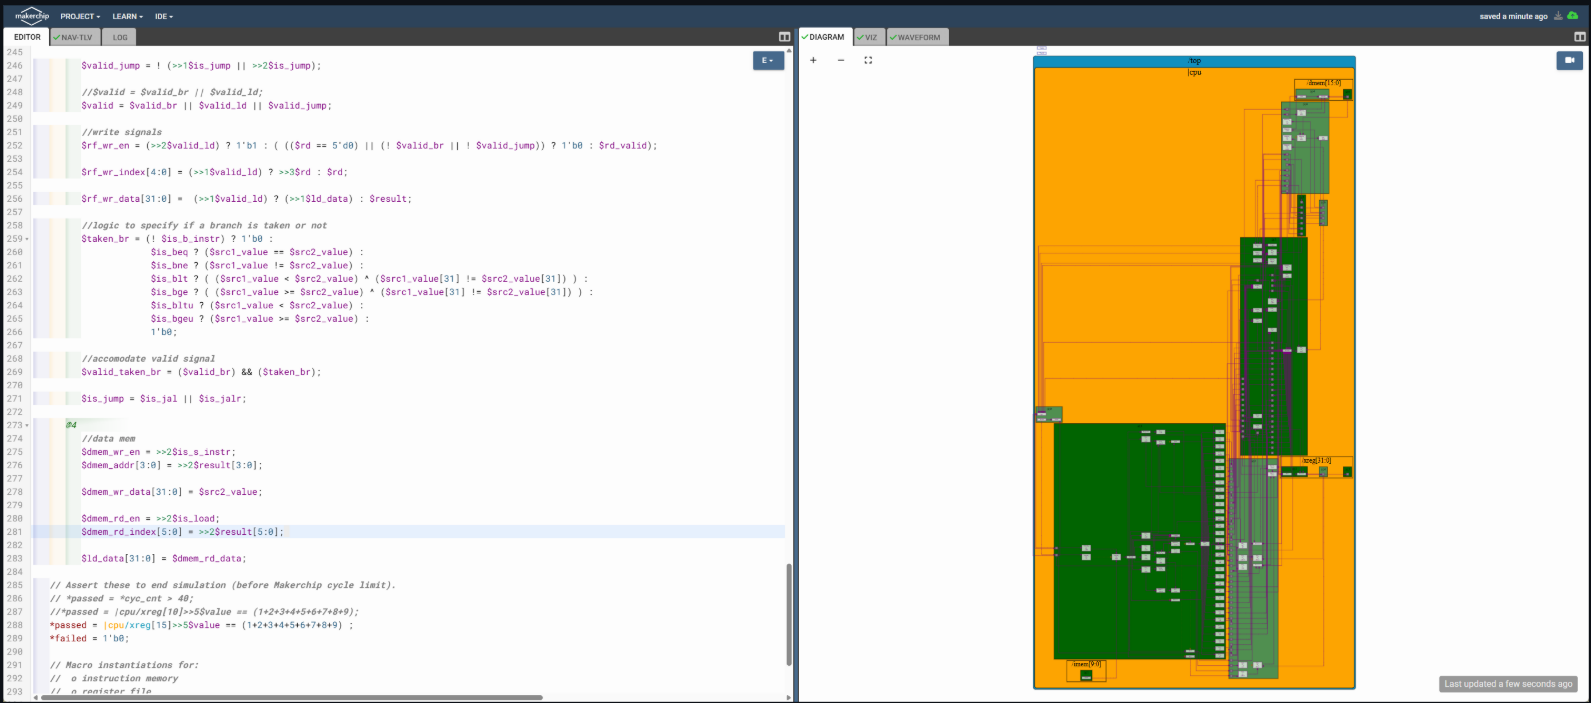 makerchip PROJECT LEARN IDE saved a minute ago
EDITOR NAV-TLV LOG DIAGRAM VIZ WAVEFORM
E
245
246 $valid_jump = ! (>>1$is_jump || >>2$is_jump);
247
248 //$valid = $valid_br || $valid_ld;
249 $valid = $valid_br || $valid_ld || $valid_jump;
250
251 //write signals
252 $rf_wr_en = (>>2$valid_ld) ? 1'b1 : ( (($rd == 5'd0) || (! $valid_br || ! $valid_jump)) ? 1'b0 : $rd_valid);
253
254 $rf_wr_index[4:0] = (>>1$valid_ld) ? >>3$rd : $rd;
255
256 $rf_wr_data[31:0] = (>>1$valid_ld) ? (>>1$ld_data) : $result;
257
258 //logic to specify if a branch is taken or not
259 $taken_br = (! $is_b_instr) ? 1'b0 :
260 $is_beq ? ($src1_value == $src2_value) :
261 $is_bne ? ($src1_value != $src2_value) :
262 $is_blt ? ( ($src1_value < $src2_value) ^ ($src1_value[31] != $src2_value[31]) ) :
263 $is_bge ? ( ($src1_value >= $src2_value) ^ ($src1_value[31] != $src2_value[31]) ) :
264 $is_bltu ? ($src1_value < $src2_value) :
265 $is_bgeu ? ($src1_value >= $src2_value) :
266 1'b0;
267
268 //accomodate valid signal
269 $valid_taken_br = ($valid_br) && ($taken_br);
270
271 $is_jump = $is_jal || $is_jalr;
272
273 @4
274 //data mem
275 $dmem_wr_en = >>2$is_s_instr;
276 $dmem_addr[3:0] = >>2$result[3:0];
277
278 $dmem_wr_data[31:0] = $src2_value;
279
280 $dmem_rd_en = >>2$is_load;
281 $dmem_rd_index[5:0] = >>2$result[5:0];
282
283 $ld_data[31:0] = $dmem_rd_data;
284
285 // Assert these to end simulation (before Makerchip cycle limit).
286 // *passed = *cyc_cnt > 40;
287 //*passed = |cpu/xreg[10]>>5$value == (1+2+3+4+5+6+7+8+9);
288 *passed = |cpu/xreg[15]>>5$value == (1+2+3+4+5+6+7+8+9) ;
289 *failed = 1'b0;
290
291 // Macro instantiations for:
292 // o instruction memory
293 // o register file
/top
|cpu
/dmem[15:0]
/xreg[31:0]
/imem[9:0]
Last updated a few seconds ago